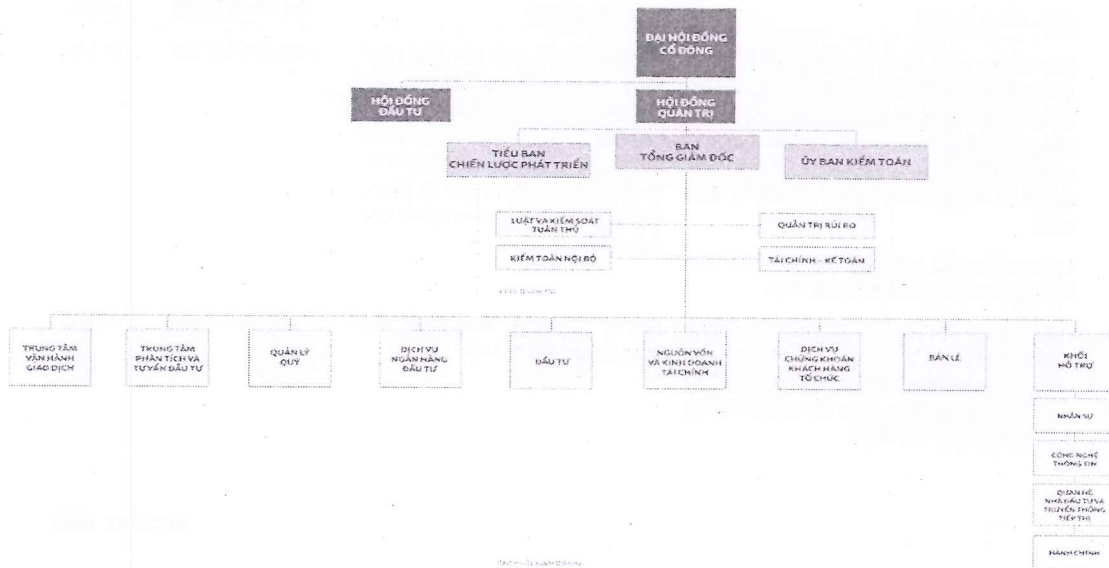 ĐẠI HỘI ĐỒNG
CỔ ĐÔNG
HỘI ĐỒNG
ĐẦU TƯ
HỘI ĐỒNG
QUẢN TRỊ
TIỂU BAN
CHIẾN LƯỢC PHÁT TRIỂN
BAN
TỔNG GIÁM ĐỐC
ỦY BAN KIỂM TOÁN
LUẬT VÀ KIỂM SOÁT
TUÂN THỦ
QUẢN TRỊ RỦI RO
KIỂM TOÁN NỘI BỘ
TÀI CHÍNH - KẾ TOÁN
TRUNG TÂM
VẬN HÀNH
GIAO DỊCH
TRUNG TÂM
PHÂN TÍCH VÀ
TƯ VẤN ĐẦU TƯ
QUẢN LÝ
QUỸ
DỊCH VỤ
NGÂN HÀNG
ĐẦU TƯ
ĐẦU TƯ
NGUỒN VỐN
VÀ KINH DOANH
TÀI CHÍNH
DỊCH VỤ
CHỨNG KHOÁN
KHÁCH HÀNG
TỔ CHỨC
BÁN LẺ
KHỐI
HỖ TRỢ
NHÂN SỰ
CÔNG NGHỆ
THÔNG TIN
QUAN HỆ
NHÀ ĐẦU TƯ VÀ
TRUYỀN THÔNG
TIẾP THỊ
HÀNH CHÍNH